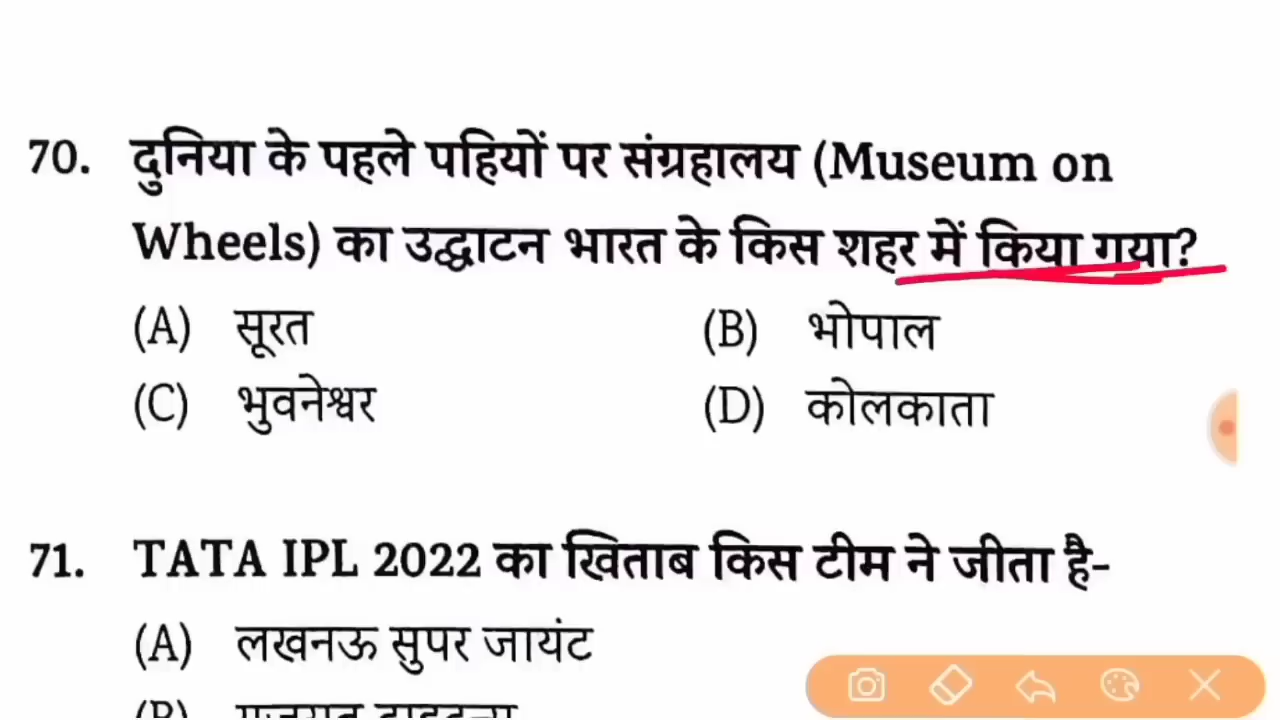 70. दुनिया के पहले पहियों पर संग्रहालय (Museum on
Wheels) का उद्घाटन भारत के किस शहर में किया गया?
(A) सूरत (B) भोपाल
(C) भुवनेश्वर (D) कोलकाता
71. TATA IPL 2022 का खिताब किस टीम ने जीता है-
(A) लखनऊ सुपर जायंट